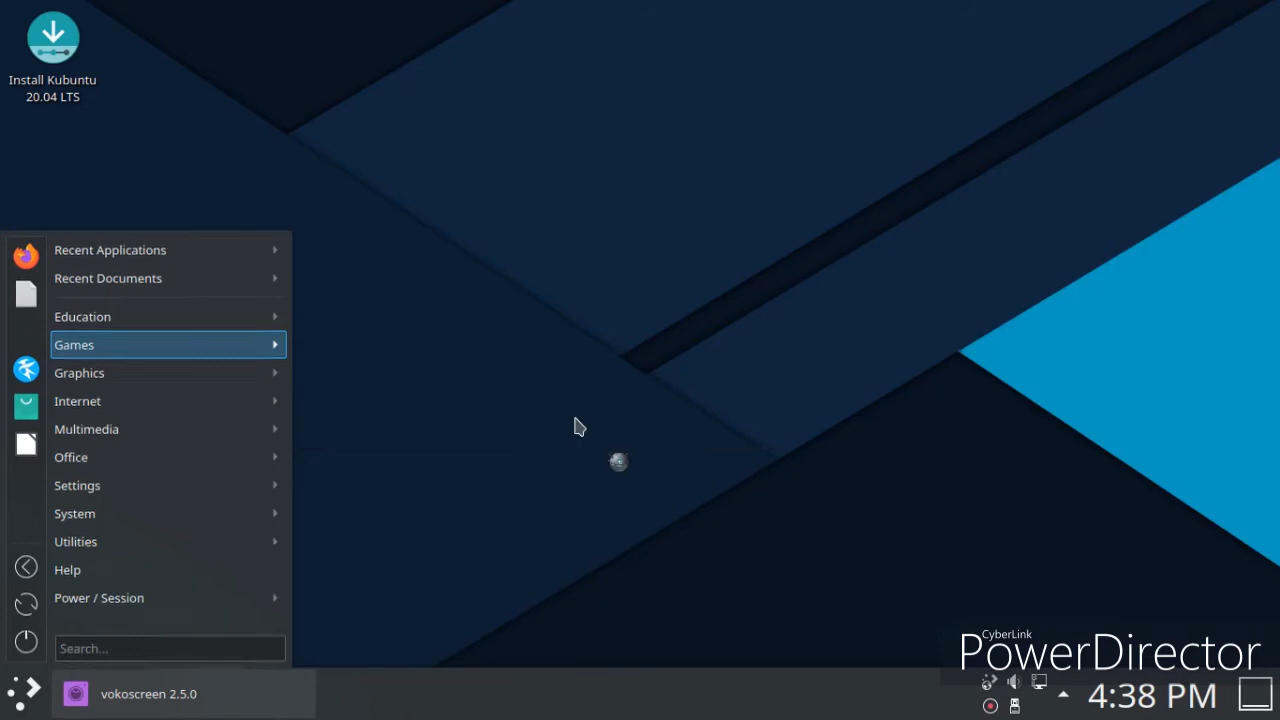 Install Kubuntu
20.04 LTS
Recent Applications
Recent Documents
Education
Games
Graphics
Internet
Multimedia
Office
Settings
System
Utilities
Help
Power / Session
Search...
vokoscreen 2.5.0
CyberLink
PowerDirector
4:38 PM